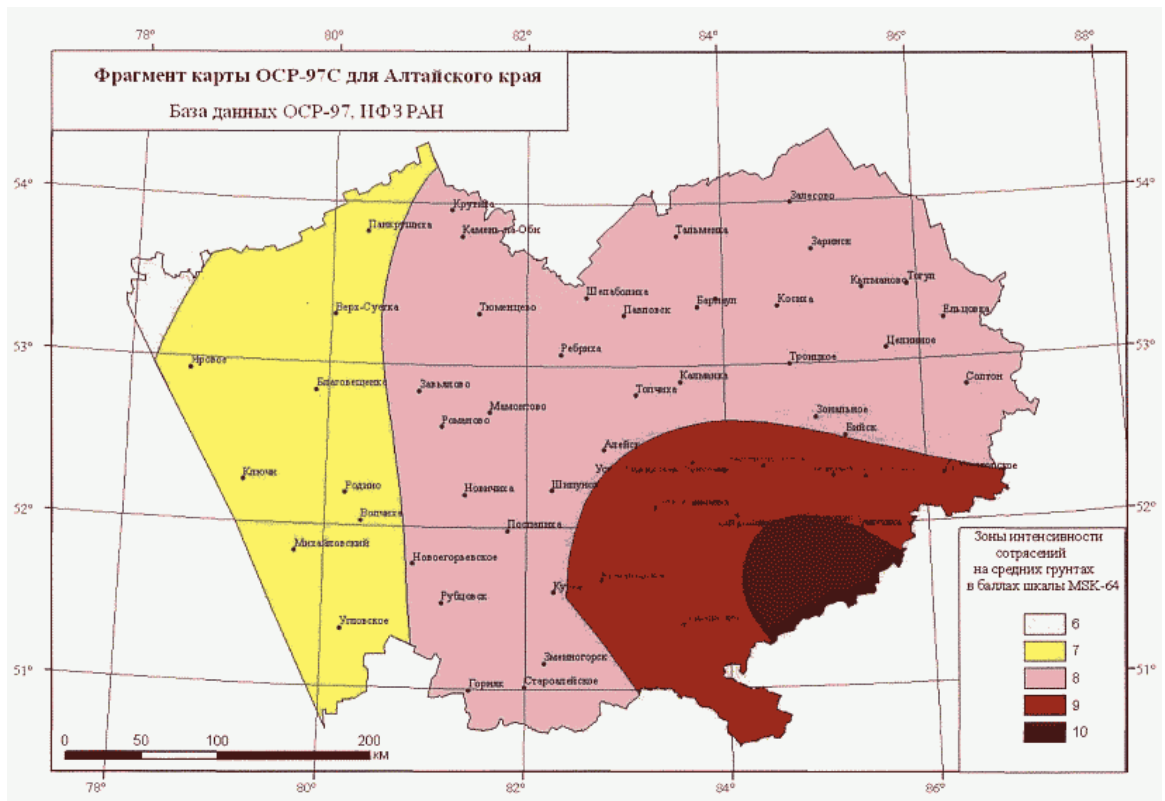 78°
80°
82°
84°
86°
88°
Фрагмент карты ОСР-97С для Алтайского края
База данных ОСР-97, ИФЗ РАН
54°
54°
Залесово
Крутиха
Панкрушиха
Камень-на-Оби
Тальменка
Заринск
Кытманово
Тогул
Шелаболиха
Верх-Суетка
Тюменцево
Павловск
Барнаул
Косиха
Ельцовка
53°
53°
Целинное
Ребриха
Яровое
Троицкое
Благовещенко
Завьялово
Калманка
Солтон
Топчиха
Мамонтово
Романово
Зональное
Бийск
Алейск
Ключи
Родино
Новичиха
Шипуново
52°
52°
Волчиха
Поспелиха
Михайловский
Новоегорьевское
Рубцовск
Угловское
51°
51°
Змеиногорск
Горняк
Староалейское
Зоны интенсивности
сотрясений
на средних грунтах
в баллах шкалы MSK-64
6
7
8
9
10
0
50
100
200
км
78°
80°
82°
84°
86°